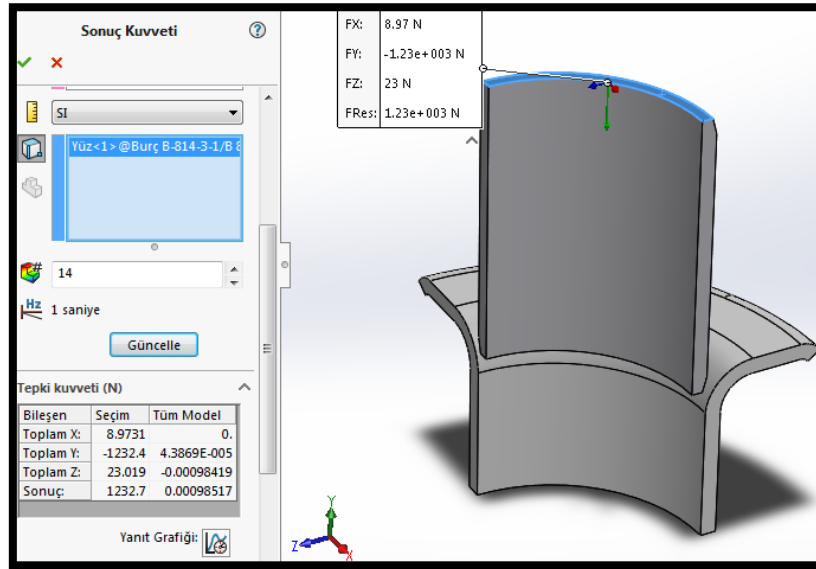 Sonuç Kuvveti
SI
Yüz<1>@Burç B-814-3-1/B 8
14
Hz 1 saniye
Güncelle
Tepki kuvveti (N)
Bileşen Seçim Tüm Model
Toplam X: 8.9731 0.
Toplam Y: -1232.4 4.3869E-005
Toplam Z: 23.019 -0.00098419
Sonuç: 1232.7 0.00098517
Yanıt Grafiği:
FX: 8.97 N
FY: -1.23e+003 N
FZ: 23 N
FRes: 1.23e+003 N
Y
Z
X